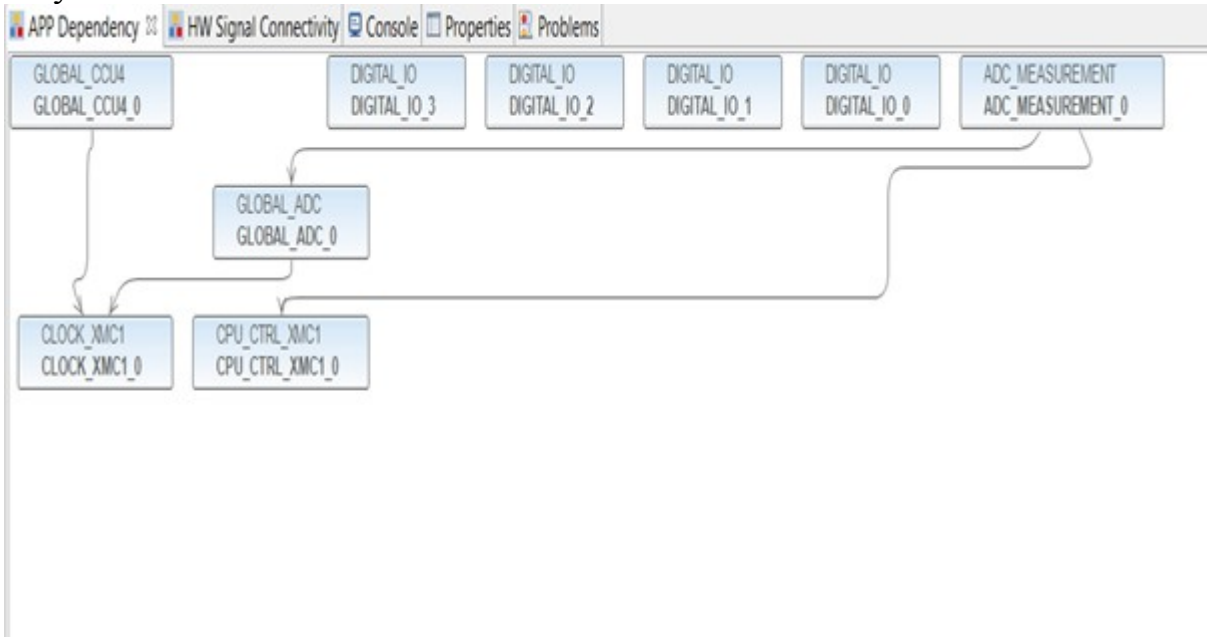 APP Dependency HW Signal Connectivity Console Properties Problems
GLOBAL_CCU4
GLOBAL_CCU4_0
DIGITAL_IO
DIGITAL_IO_3
DIGITAL_IO
DIGITAL_IO_2
DIGITAL_IO
DIGITAL_IO_1
DIGITAL_IO
DIGITAL_IO_0
ADC_MEASUREMENT
ADC_MEASUREMENT_0
GLOBAL_ADC
GLOBAL_ADC_0
CLOCK_XMC1
CLOCK_XMC1_0
CPU_CTRL_XMC1
CPU_CTRL_XMC1_0